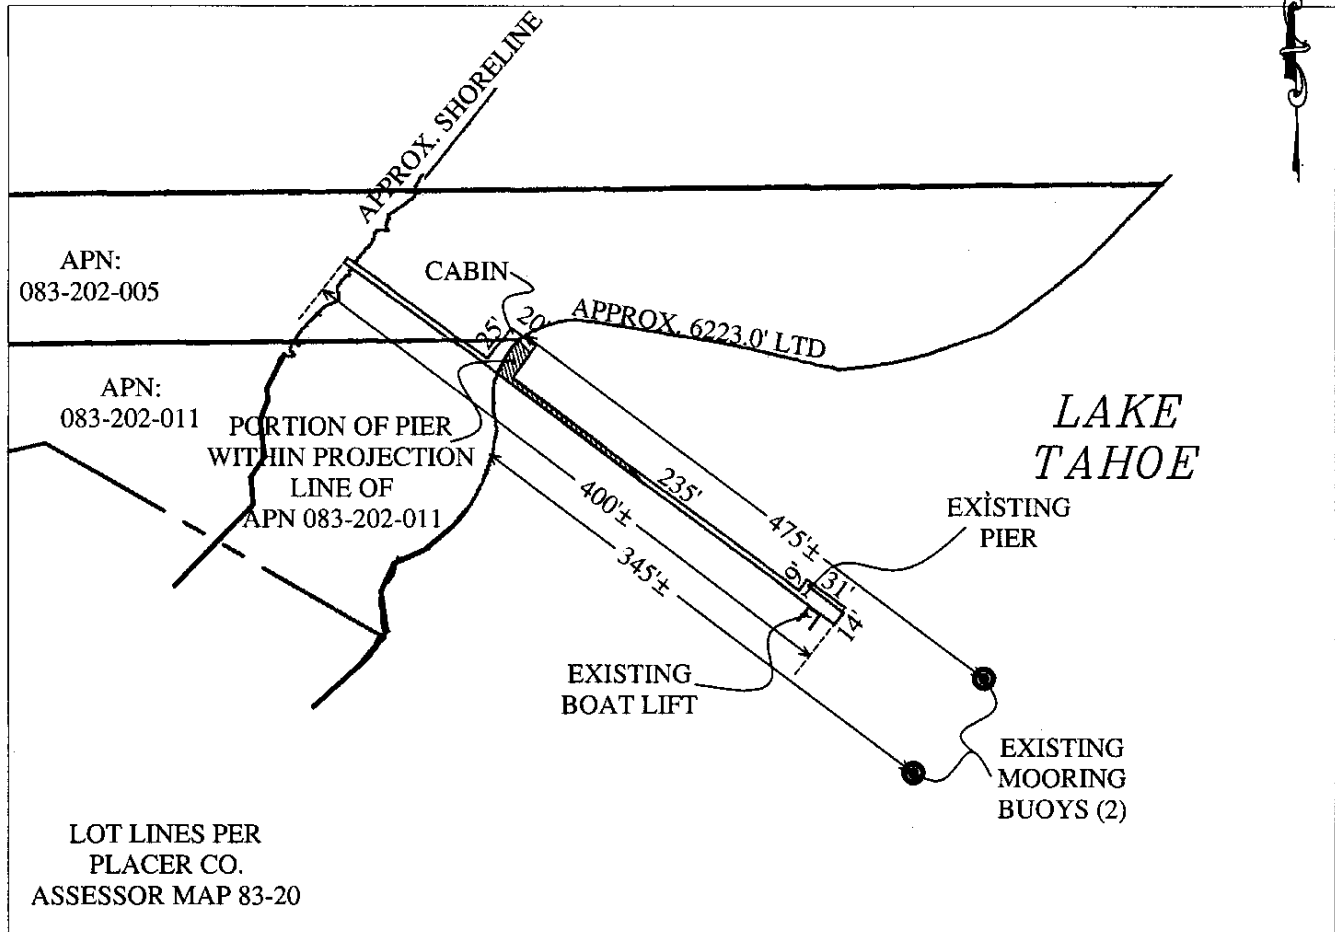 APPROX. SHORELINE
APN:
083-202-005
CABIN
25'
20'
APPROX. 6223.0' LTD
APN:
083-202-011
PORTION OF PIER
WITHIN PROJECTION
LINE OF
APN 083-202-011
LAKE
TAHOE
235'
400'±
475'±
345'±
EXISTING
PIER
31'
14'
EXISTING
BOAT LIFT
EXISTING
MOORING
BUOYS (2)
LOT LINES PER
PLACER CO.
ASSESSOR MAP 83-20